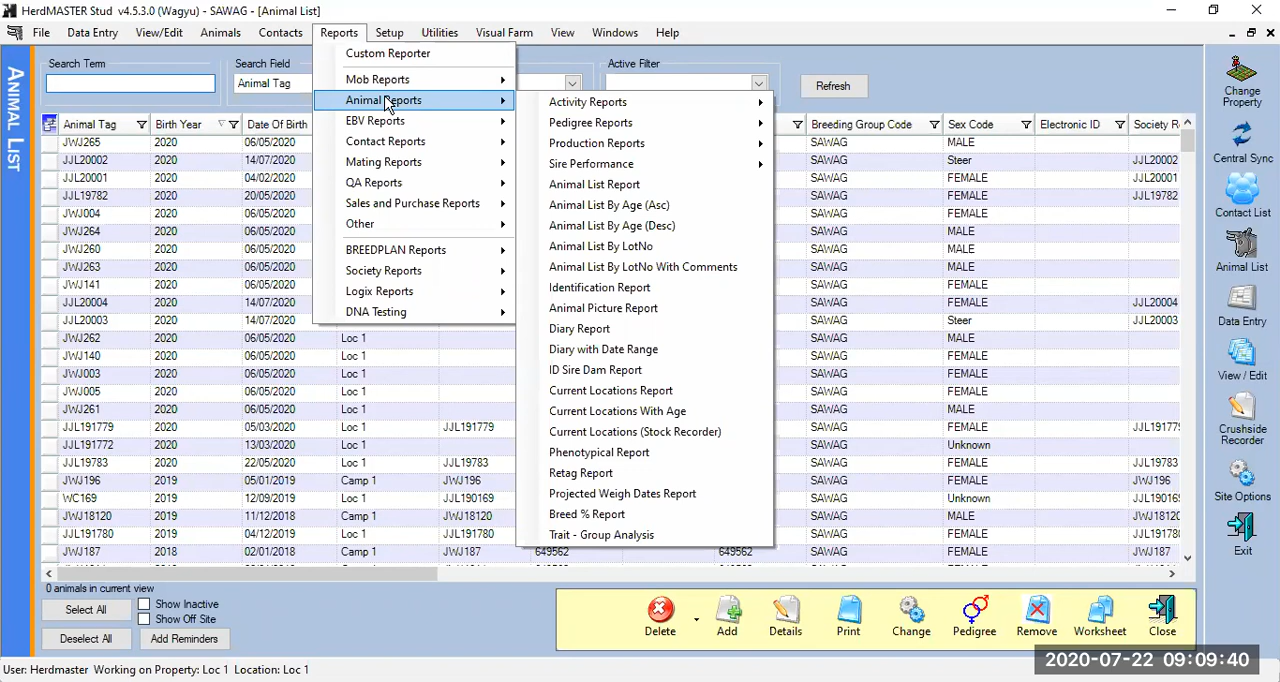 HerdMASTER Stud v4.5.3.0 (Wagyu) - SAWAG - [Animal List]
File Data Entry View/Edit Animals Contacts Reports Setup Utilities Visual Farm View Windows Help
ANIMAL LIST
Search Term
Search Field
Animal Tag
Active Filter
Refresh
Custom Reporter
Mob Reports
Animal Reports
EBV Reports
Contact Reports
Mating Reports
QA Reports
Sales and Purchase Reports
Other
BREEDPLAN Reports
Society Reports
Logix Reports
DNA Testing
Activity Reports
Pedigree Reports
Production Reports
Sire Performance
Animal List Report
Animal List By Age (Asc)
Animal List By Age (Desc)
Animal List By LotNo
Animal List By LotNo With Comments
Identification Report
Animal Picture Report
Diary Report
Diary with Date Range
ID Sire Dam Report
Current Locations Report
Current Locations With Age
Current Locations (Stock Recorder)
Phenotypical Report
Retag Report
Projected Weigh Dates Report
Breed % Report
Trait - Group Analysis
Animal Tag Birth Year Date Of Birth Breeding Group Code Sex Code Electronic ID Society R
JWJ265 2020 06/05/2020 SAWAG MALE
JJL20002 2020 14/07/2020 SAWAG Steer JJL20002
JJL20001 2020 04/02/2020 SAWAG FEMALE JJL20001
JJL19782 2020 20/05/2020 SAWAG FEMALE JJL19782
JWJ004 2020 06/05/2020 SAWAG FEMALE
JWJ264 2020 06/05/2020 SAWAG MALE
JWJ260 2020 06/05/2020 SAWAG MALE
JWJ263 2020 06/05/2020 SAWAG MALE
JWJ141 2020 06/05/2020 SAWAG FEMALE
JJL20004 2020 14/07/2020 SAWAG FEMALE JJL20004
JJL20003 2020 14/07/2020 SAWAG Steer JJL20003
JWJ262 2020 06/05/2020 Loc 1 SAWAG MALE
JWJ140 2020 06/05/2020 Loc 1 SAWAG FEMALE
JWJ003 2020 06/05/2020 Loc 1 SAWAG FEMALE
JWJ005 2020 06/05/2020 Loc 1 SAWAG FEMALE
JWJ261 2020 06/05/2020 Loc 1 SAWAG MALE
JJL191779 2020 05/03/2020 Loc 1 JJL191779 SAWAG FEMALE JJL191779
JJL191772 2020 13/03/2020 Loc 1 SAWAG Unknown
JJL19783 2020 22/05/2020 Loc 1 JJL19783 SAWAG FEMALE JJL19783
JWJ196 2019 05/01/2019 Camp 1 JWJ196 SAWAG FEMALE JWJ196
WC169 2019 12/09/2019 Loc 1 JJL190169 SAWAG Unknown JJL190169
JWJ18120 2019 11/12/2018 Camp 1 JWJ18120 SAWAG MALE JWJ18120
JJL191780 2019 04/12/2019 Loc 1 JJL191780 SAWAG FEMALE JJL191780
JWJ187 2018 02/01/2018 Camp 1 JWJ187 649562 649562 SAWAG FEMALE JWJ187
0 animals in current view
Select All
Deselect All
Show Inactive
Show Off Site
Add Reminders
Delete Add Details Print Change Pedigree Remove Worksheet Close
Change
Property
Central Sync
Contact List
Animal List
Data Entry
View / Edit
Crushside
Recorder
Site Options
Exit
User: Herdmaster Working on Property: Loc 1 Location: Loc 1
2020-07-22 09:09:40